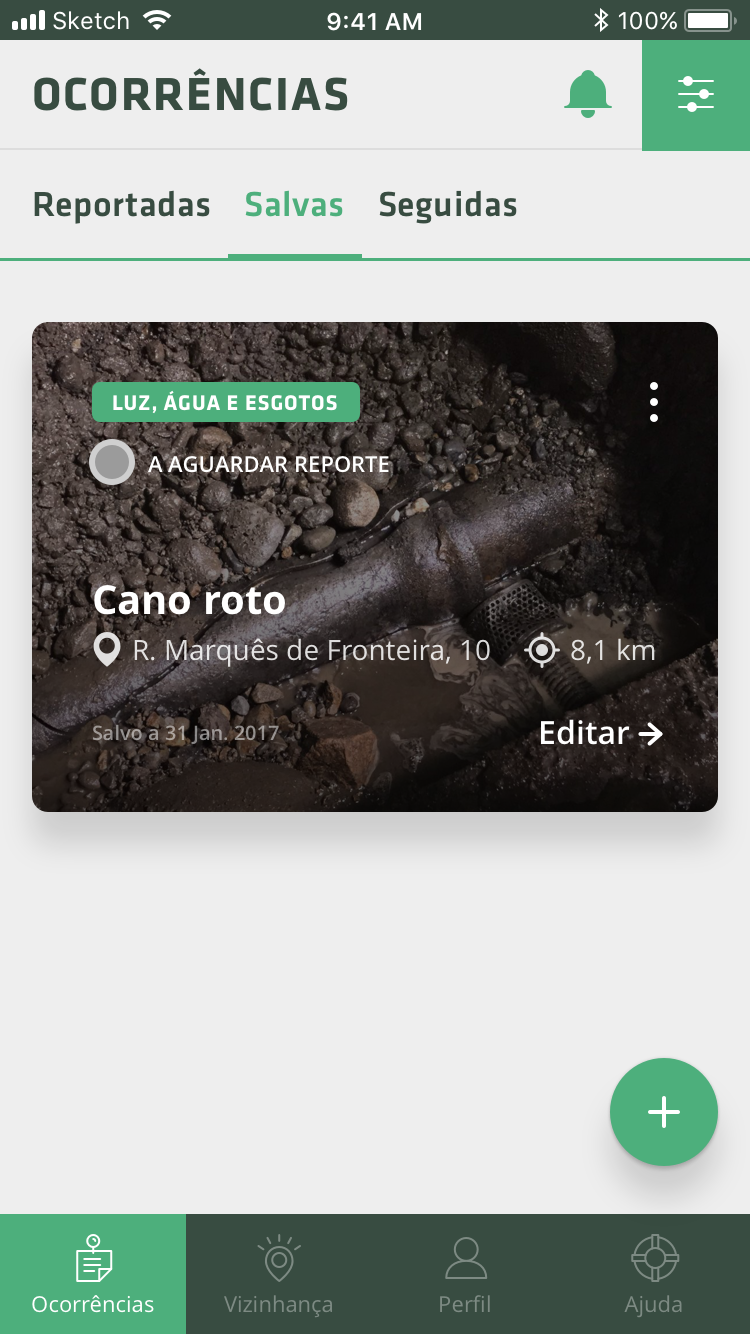 Sketch 9:41 AM 100%
OCORRÊNCIAS
Reportadas Salvas Seguidas
LUZ, ÁGUA E ESGOTOS
A AGUARDAR REPORTE
Cano roto
R. Marquês de Fronteira, 10 8,1 km
Salvo a 31 Jan. 2017 Editar
Ocorrências Vizinhança Perfil Ajuda